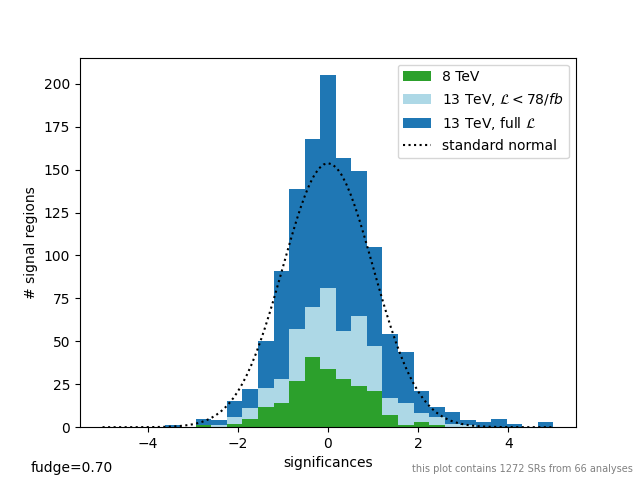 200
175
150
125
100
75
50
25
0
# signal regions
8 TeV
13 TeV, ℒ < 78/fb
13 TeV, full ℒ
standard normal
−4 −2 0 2 4
significances
fudge=0.70
this plot contains 1272 SRs from 66 analyses